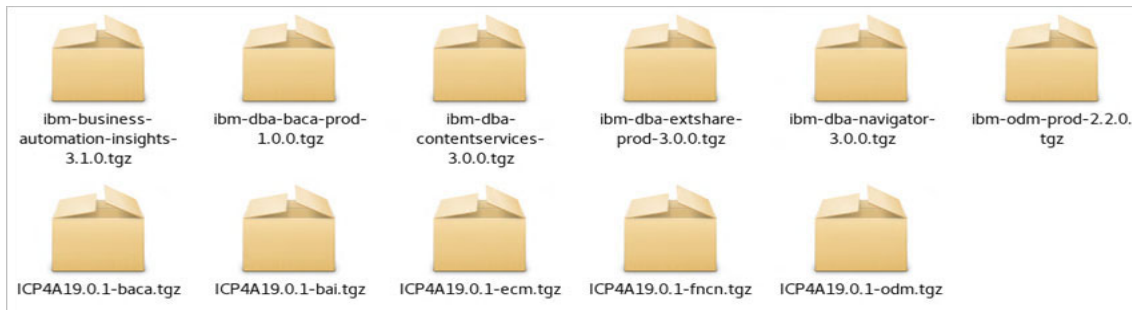 ibm-business-
automation-insights-
3.1.0.tgz
ibm-dba-baca-prod-
1.0.0.tgz
ibm-dba-
contentservices-
3.0.0.tgz
ibm-dba-extshare-
prod-3.0.0.tgz
ibm-dba-navigator-
3.0.0.tgz
ibm-odm-prod-2.2.0.
tgz
ICP4A19.0.1-baca.tgz
ICP4A19.0.1-bai.tgz
ICP4A19.0.1-ecm.tgz
ICP4A19.0.1-fncn.tgz
ICP4A19.0.1-odm.tgz